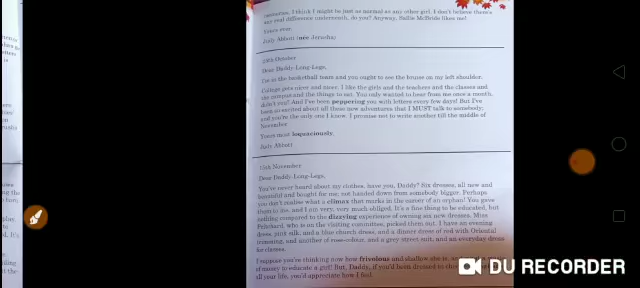 ourselves. I think I might to just as normal as any other girl. I don't believe there's
any real difference underneath, do you? Anyway, Sallie McBride likes me!
Yours ever,
Judy Abbott (née Jerusha)
25th October
Dear Daddy-Long-Legs,
I'm in the basketball team and you ought to see the bruise on my left shoulder.
College gets nicer and nicer, I like the girls and the teachers and the classes and
the campus and the things to eat. You only wanted to hear from me once a month,
didn't you? And I've been peppering you with letters every few days! But I've
been so excited about all these new adventures that I MUST talk to somebody;
and you're the only one I know. I promise not to write another till the middle of
November.
Yours most loquaciously,
Judy Abbott
15th November
Dear Daddy-Long-Legs,
You've never heard about my clothes, have you, Daddy? Six dresses, all new and
beautiful and bought for me, not handed down from somebody bigger. Perhaps
you don't realise what a climax that marks in the career of an orphan! You gave
them to me, and I am very, very much obliged. It's a fine thing to be educated, but
nothing compared to the dizzying experience of owning six new dresses. Miss
Pritchard, who is on the visiting committee, picked them out. I have an evening
dress, pink silk, and a blue church dress, and a dinner dress of red with Oriental
trimming, and another of rose-colour, and a grey street suit, and an everyday dress
for classes.
I suppose you're thinking now how frivolous and shallow she is,
of money to educate a girl! But, Daddy, if you'd been dressed in
all your life, you'd appreciate how I feel.
DU RECORDER